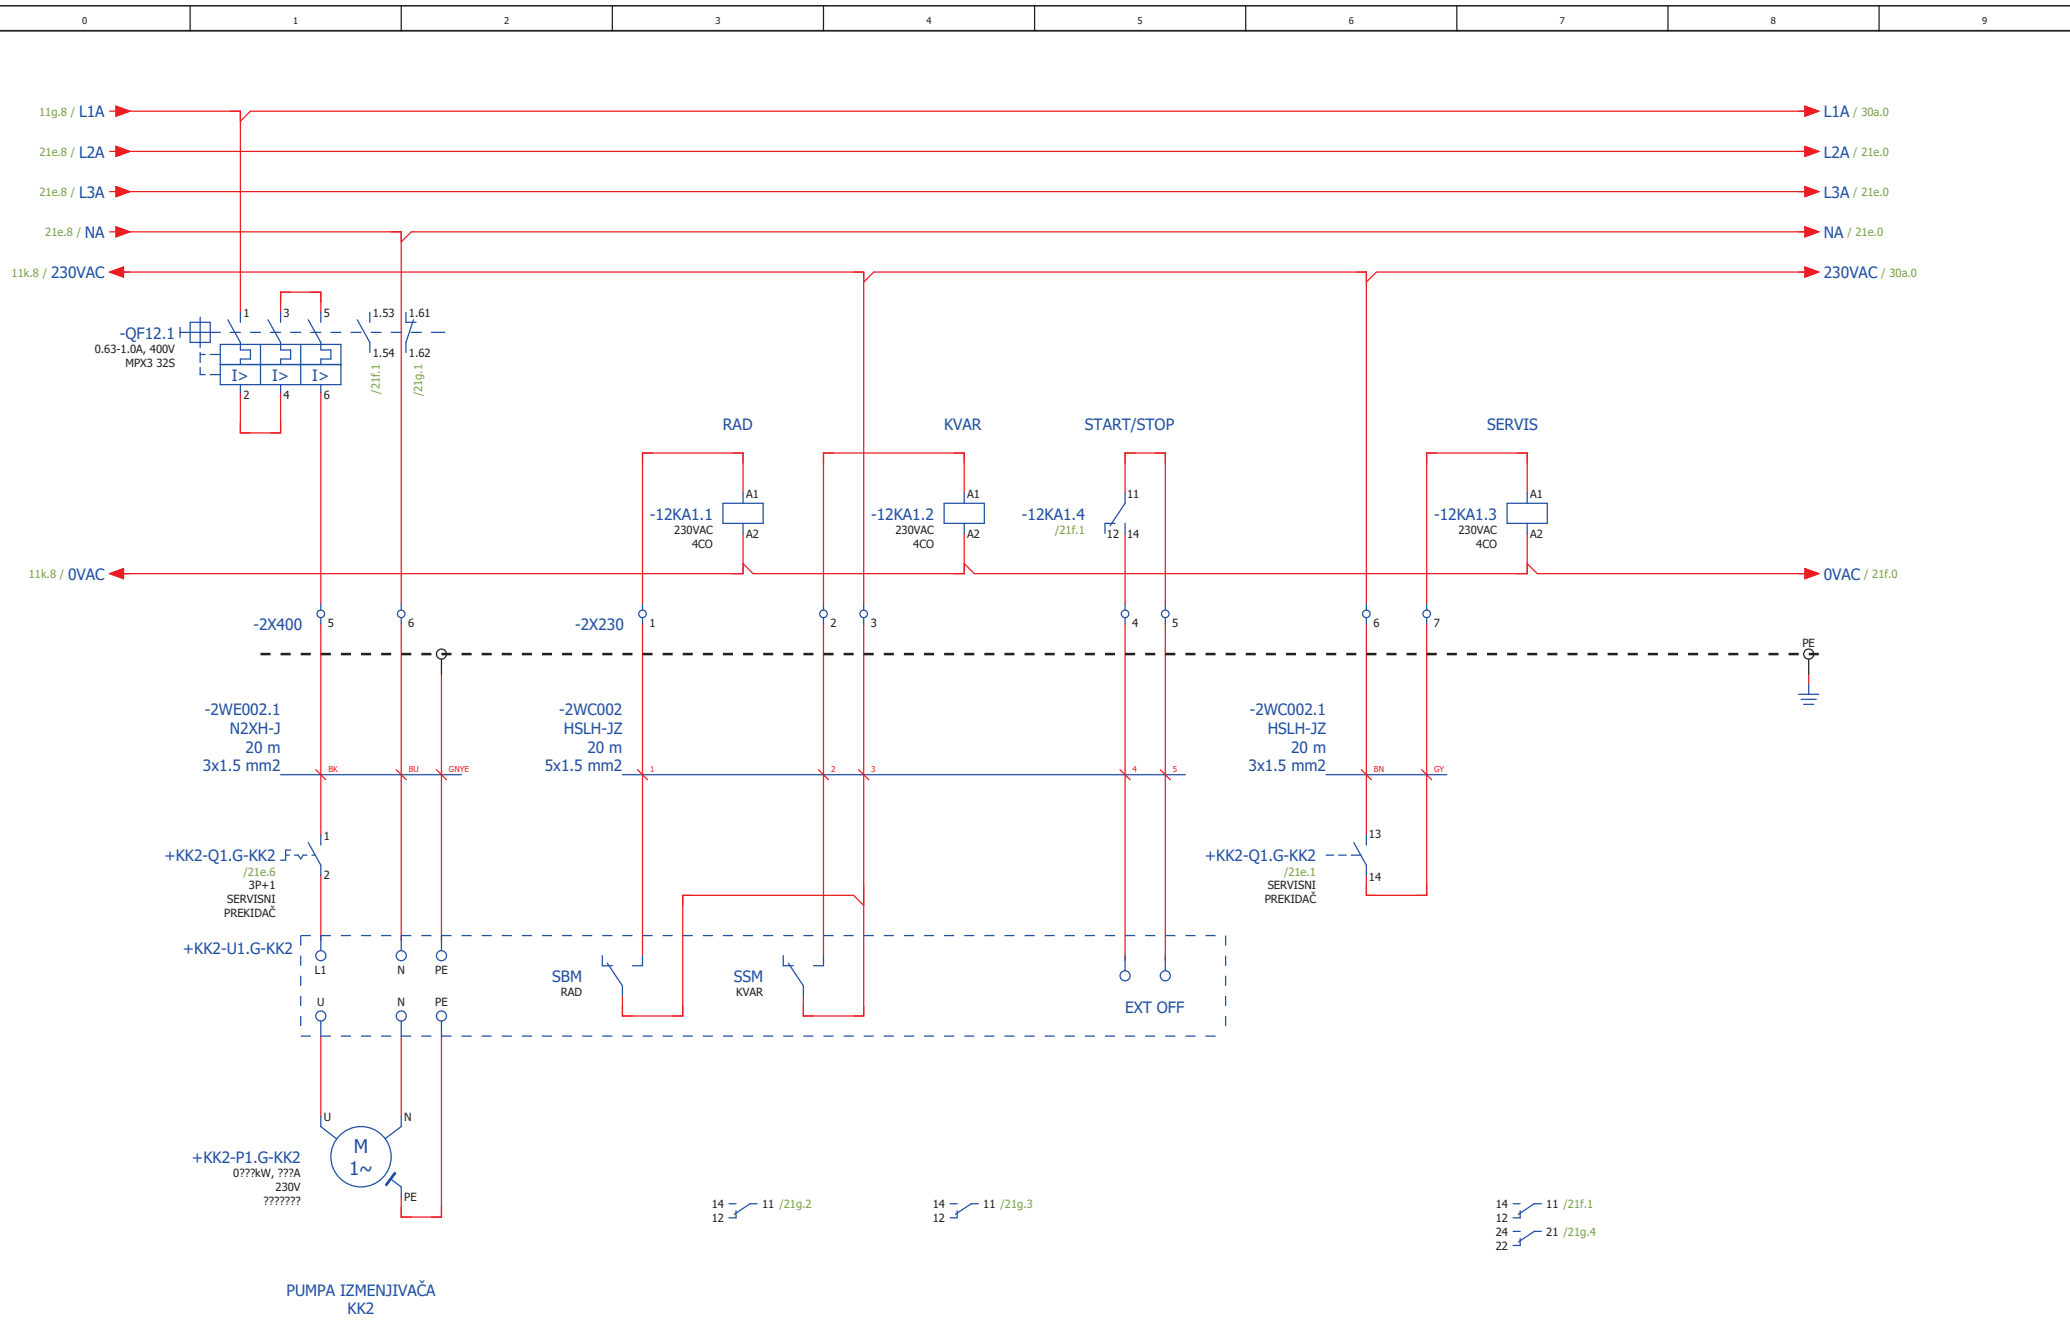 0 1 2 3 4 5 6 7 8 9
11g.8 / L1A L1A / 30a.0
21e.8 / L2A L2A / 21e.0
21e.8 / L3A L3A / 21e.0
21e.8 / NA NA / 21e.0
11k.8 / 230VAC 230VAC / 30a.0
1 3 5 1.53 1.61
-QF12.1
0.63-1.0A, 400V
MPX3 32S
1.54 1.62
I> I> I>
/21f.1 /21g.1
2 4 6
RAD KVAR START/STOP SERVIS
A1 A1 11 A1
-12KA1.1 -12KA1.2 -12KA1.4 -12KA1.3
230VAC 230VAC /21f.1 230VAC
A2 A2 12 14 A2
4CO 4CO 4CO
11k.8 / 0VAC 0VAC / 21f.0
-2X400 5 6 -2X230 1 2 3 4 5 6 7
PE
-2WE002.1 -2WC002 -2WC002.1
N2XH-J HSLH-JZ HSLH-JZ
20 m 20 m 20 m
3x1.5 mm2 5x1.5 mm2 3x1.5 mm2
BK BU GNYE 1 2 3 4 5 BN GY
1 13
+KK2-Q1.G-KK2 +KK2-Q1.G-KK2
/21e.6 /21e.1
2 14
3P+1 SERVISNI
SERVISNI PREKIDAČ
PREKIDAČ
+KK2-U1.G-KK2
L1 N PE
SBM SSM
RAD KVAR
U N PE
EXT OFF
U N
M
1~
+KK2-P1.G-KK2
0???kW, ???A
230V
???????
PE
14 11 /21g.2 14 11 /21g.3 14 11 /21f.1
12 12 12
24 21 /21g.4
22
PUMPA IZMENJIVAČA
KK2